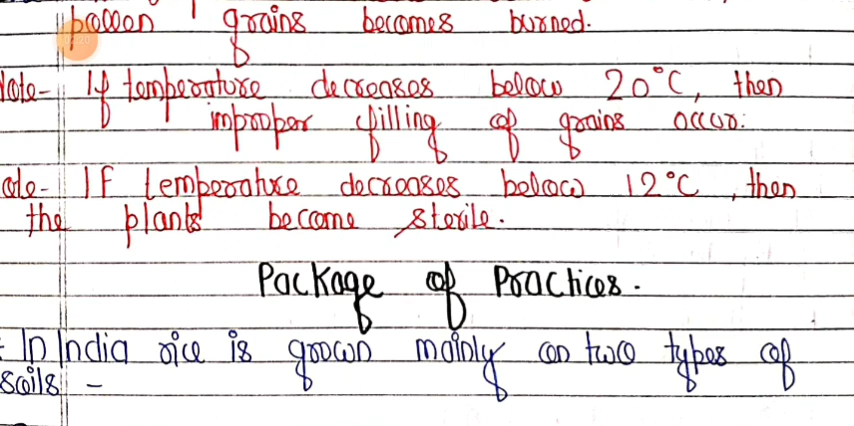 pollen grains becomes burned.
Note- If temperature decreases below 20°C, then
improper filling of grains occur.
Note- IF temperature decreases below 12°C, then
the plants become sterile.
Package of Practices.
- In India rice is grown mainly on two types of
soils -